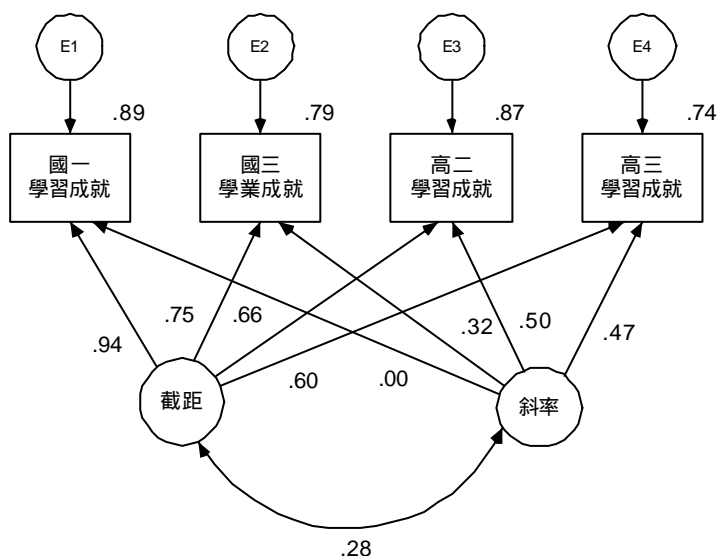 E1
E2
E3
E4
.89
.79
.87
.74
國一
學習成就
國三
學業成就
高二
學習成就
高三
學習成就
.94
.75
.66
.60
.00
.32
.50
.47
截距
斜率
.28